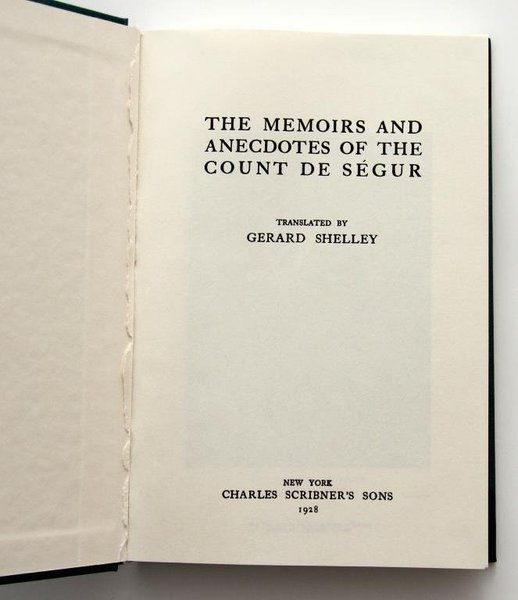 THE MEMOIRS AND
ANECDOTES OF THE
COUNT DE SÉGUR
TRANSLATED BY
GERARD SHELLEY
NEW YORK
CHARLES SCRIBNER'S SONS
1928